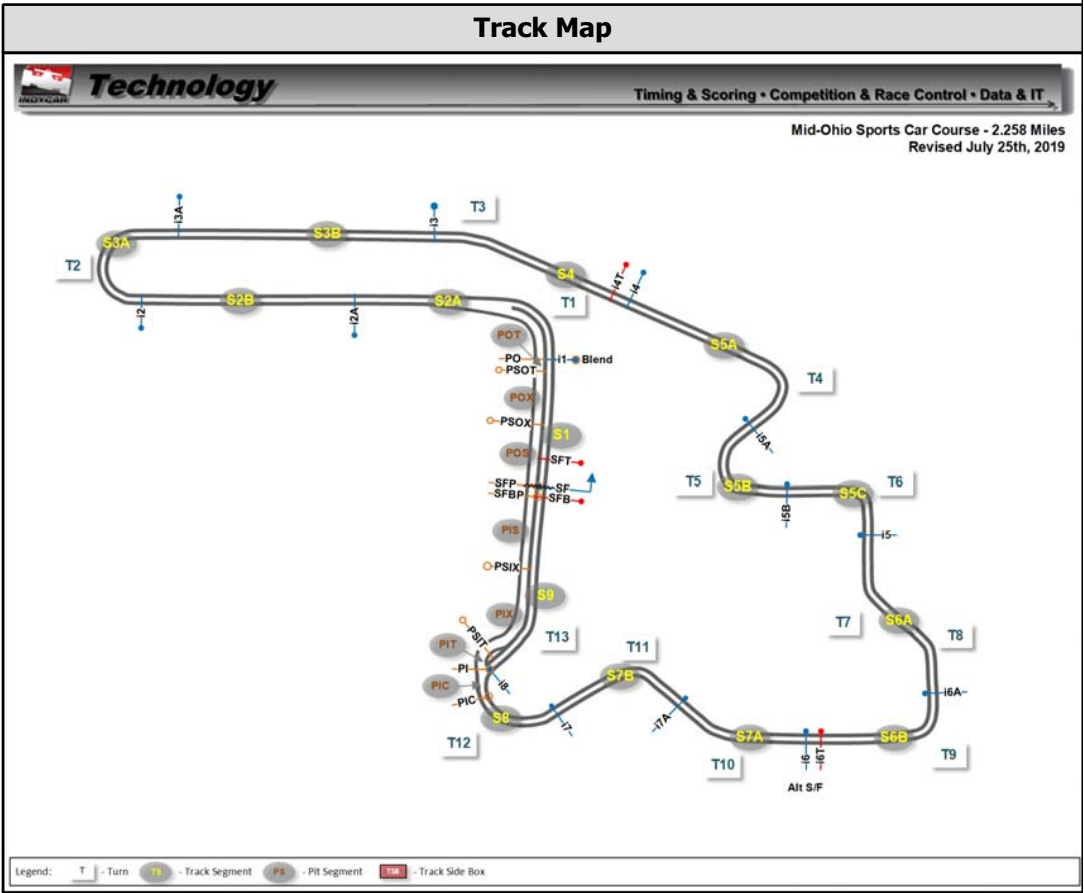 Track Map
INDYCAR
Technology
Timing & Scoring • Competition & Race Control • Data & IT
Mid-Ohio Sports Car Course - 2.258 Miles
Revised July 25th, 2019
i3A
i3
T3
S3A
S3B
T2
S4
i4T
i4
T1
S2B
S2A
i2
i2A
S5A
POT
PO
i1
Blend
PSOT
T4
POX
PSOX
S1
i5A
POS
SFT
SFP
SF
SFBP
SFB
T5
S5B
i5B
S5C
T6
PIS
i5
PSIX
S9
PIX
T7
S6A
T8
PSIT
T13
PIT
T11
PI
i8
S7B
PIC
PIC
i6A
S8
i7
i7A
T12
S7A
T10
i6
i6T
S6B
T9
Alt S/F
Legend: T - Turn TS - Track Segment PS - Pit Segment TSB - Track Side Box